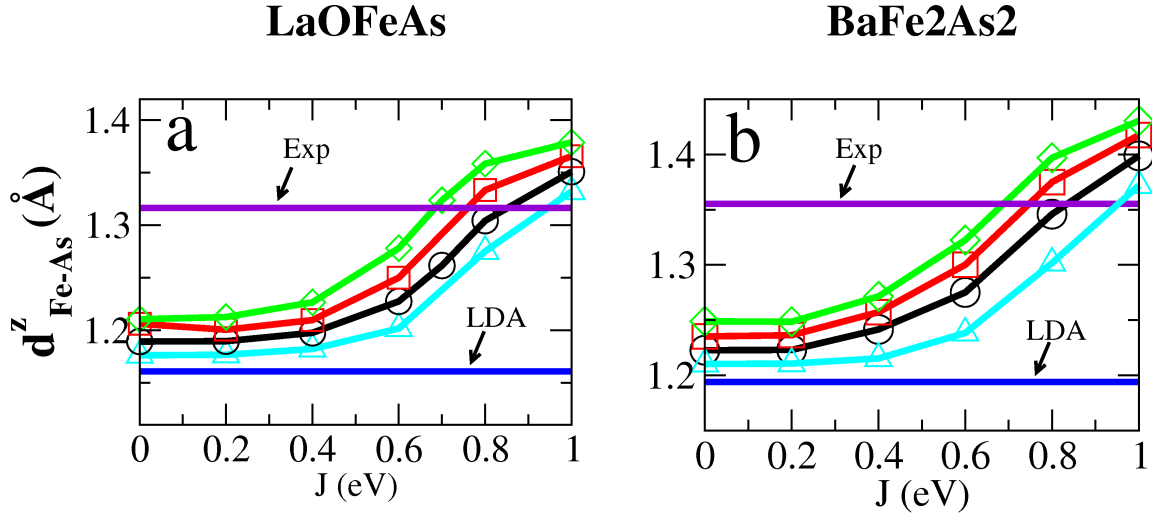 LaOFeAs
BaFe2As2
d^z_Fe-As (Å)
a
Exp
LDA
1.4
1.3
1.2
0 0.2 0.4 0.6 0.8 1
J (eV)
b
Exp
LDA
1.4
1.3
1.2
0 0.2 0.4 0.6 0.8 1
J (eV)